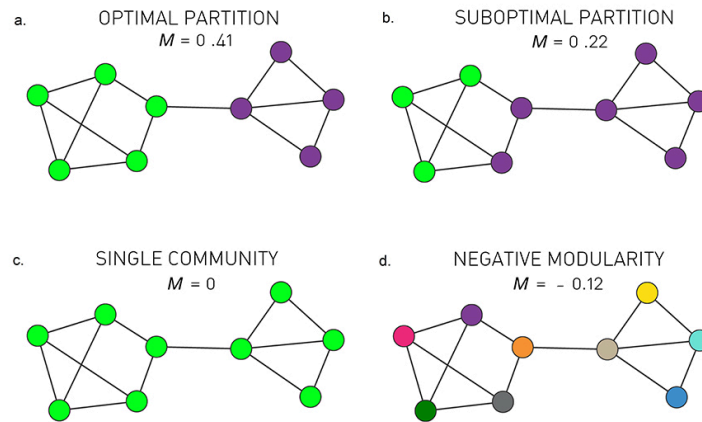 a.
OPTIMAL PARTITION
M = 0 .41
b.
SUBOPTIMAL PARTITION
M = 0 .22
c.
SINGLE COMMUNITY
M = 0
d.
NEGATIVE MODULARITY
M = - 0.12